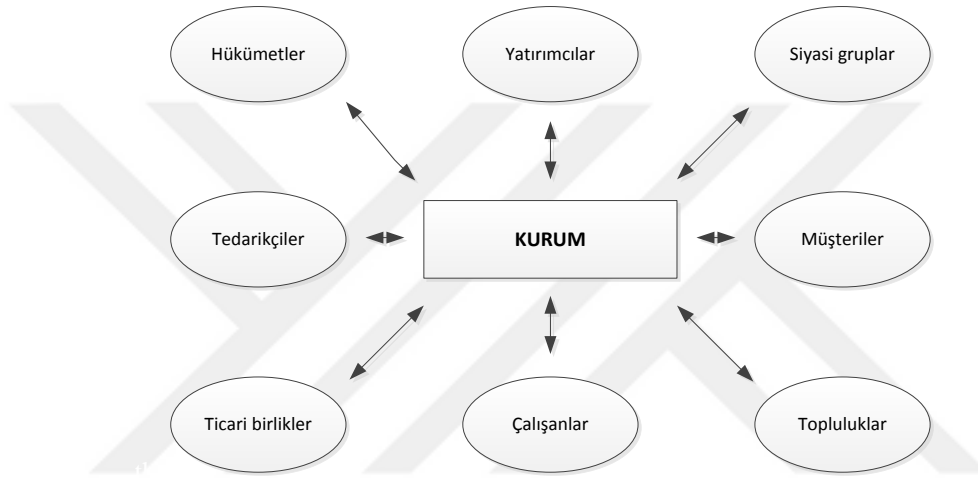 Hükümetler
Yatırımcılar
Siyasi gruplar
Tedarikçiler
KURUM
Müşteriler
Ticari birlikler
Çalışanlar
Topluluklar